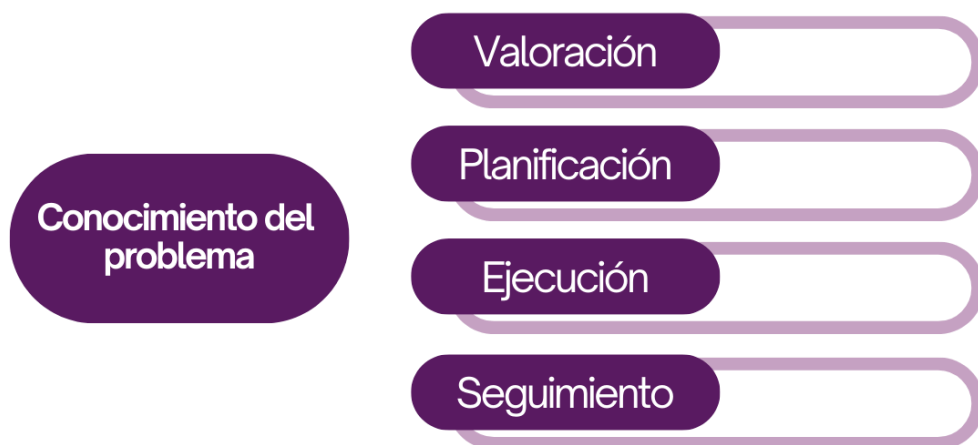 Conocimiento del
problema
Valoración
Planificación
Ejecución
Seguimiento